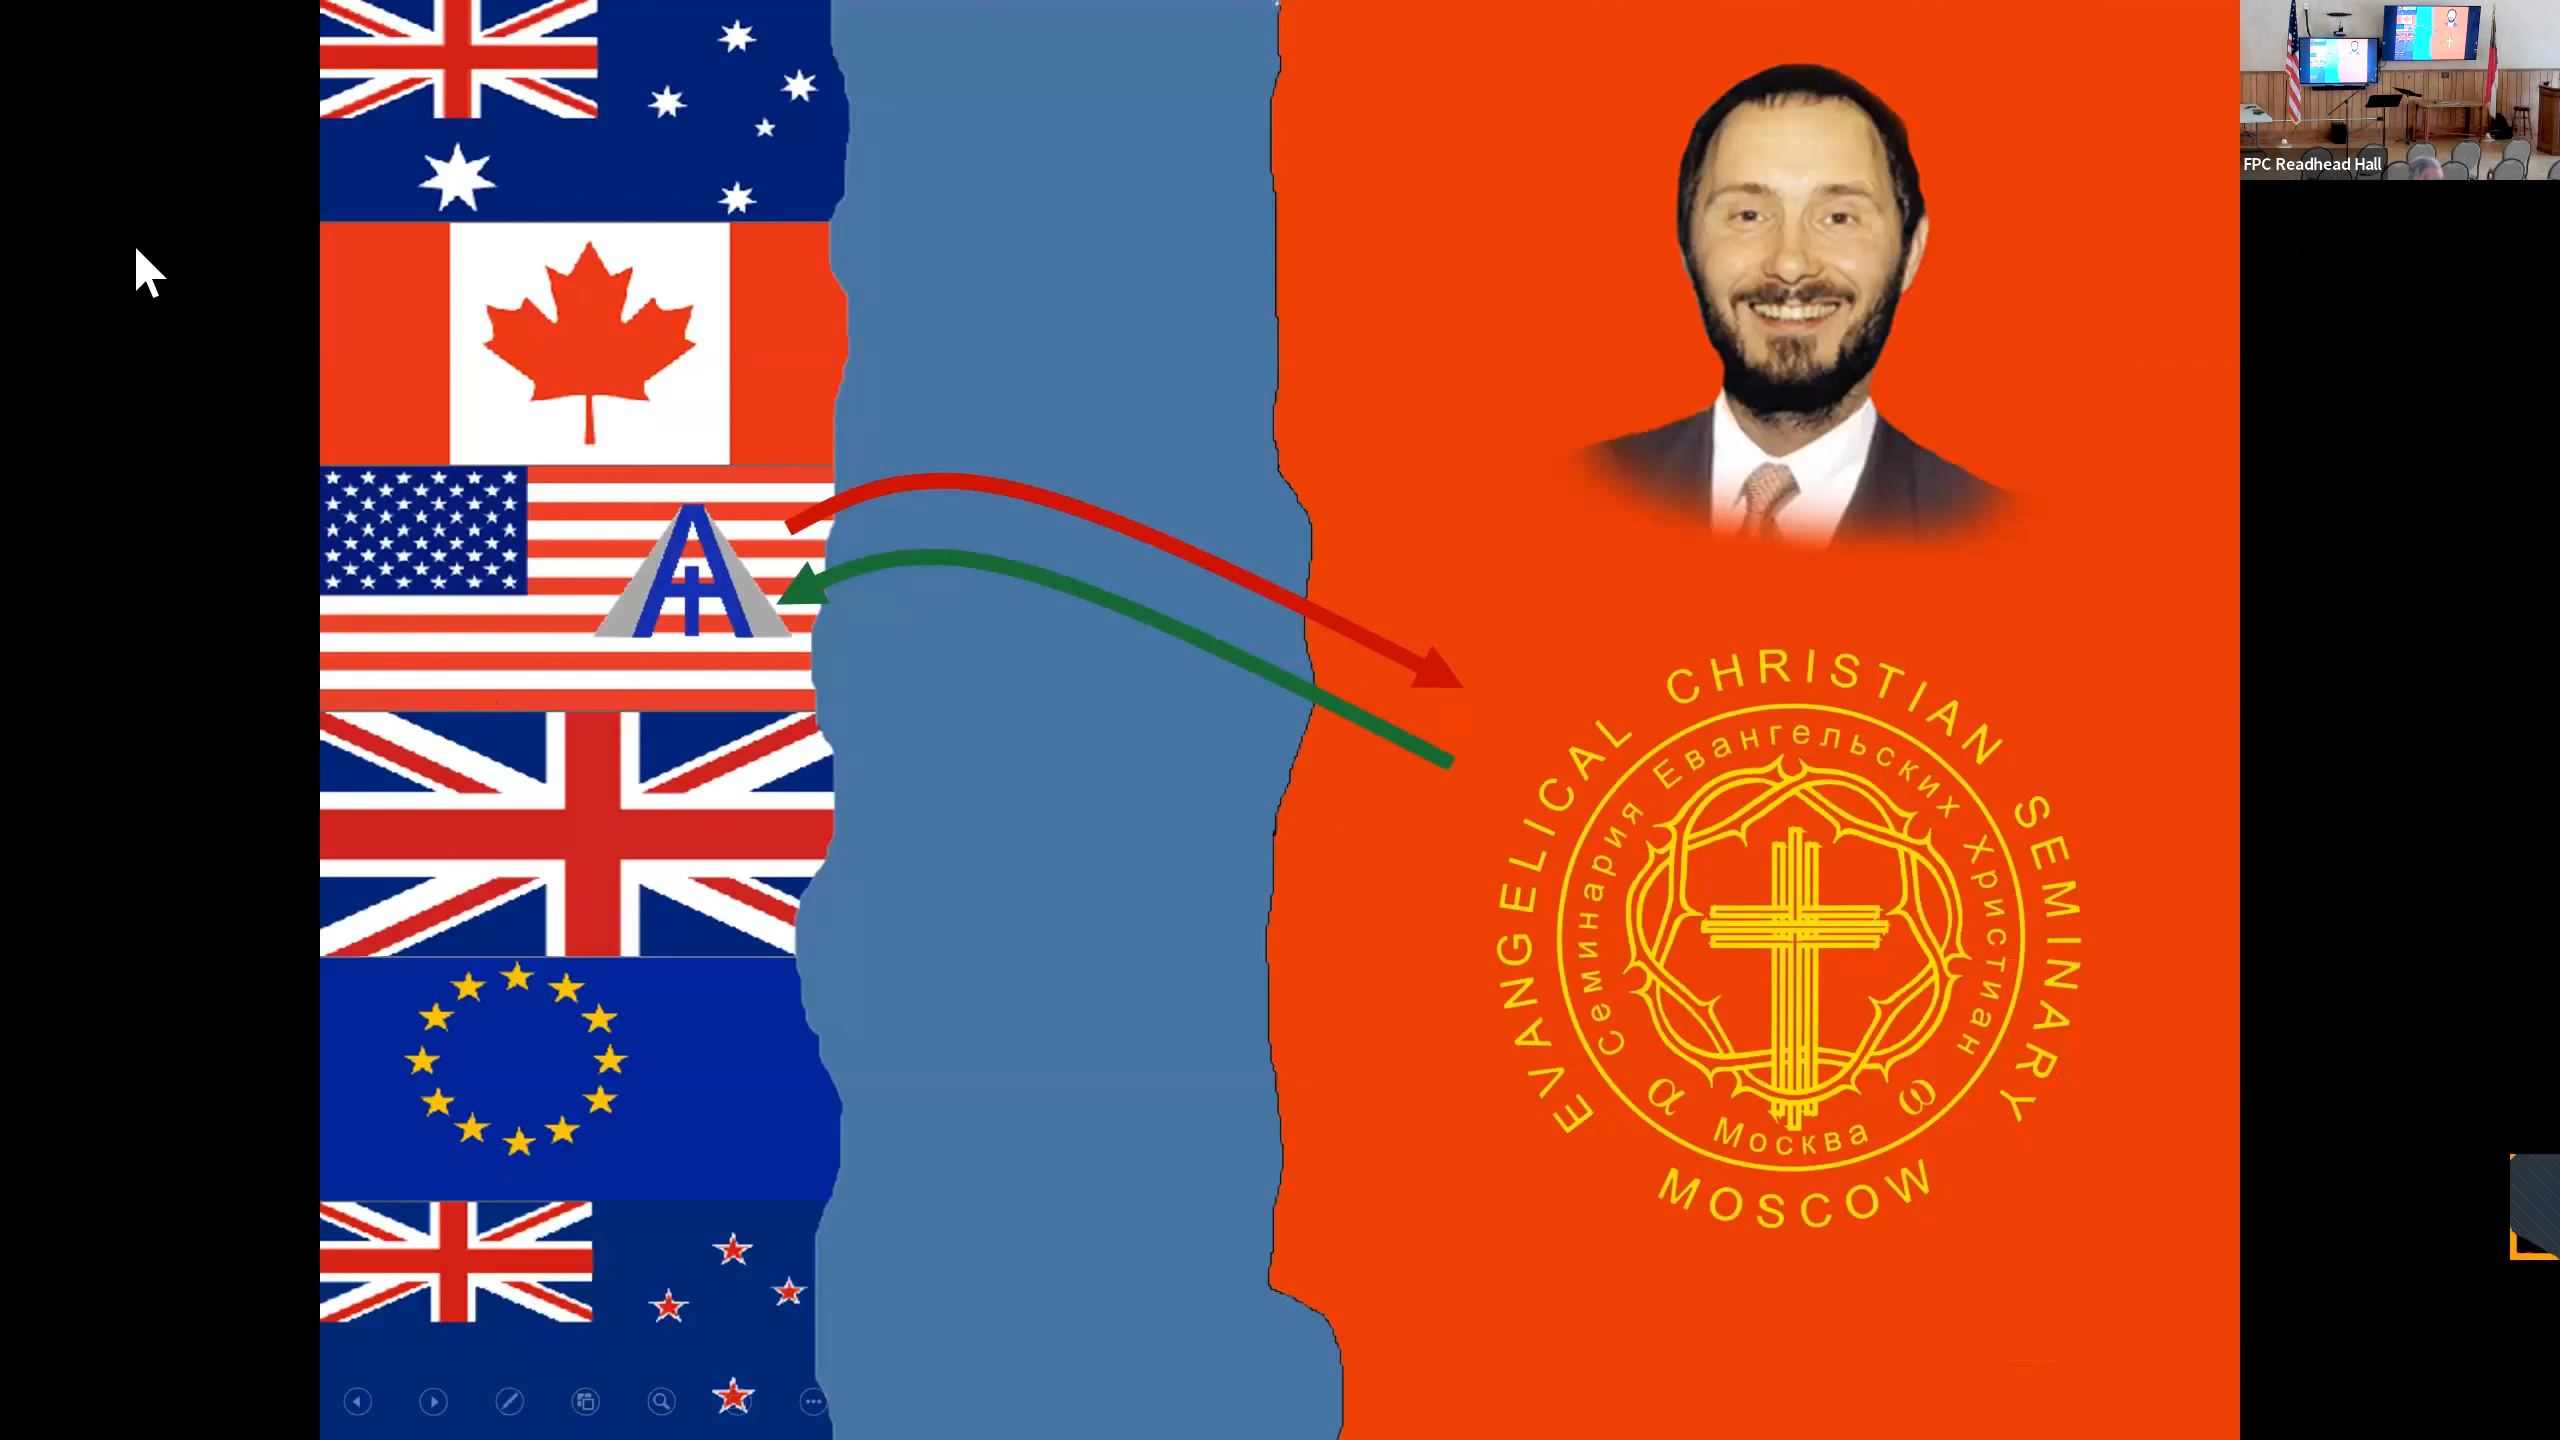 FPC Readhead Hall
EVANGELICAL CHRISTIAN SEMINARY
Семинария Евангельских Христиан
α Москва ω
MOSCOW